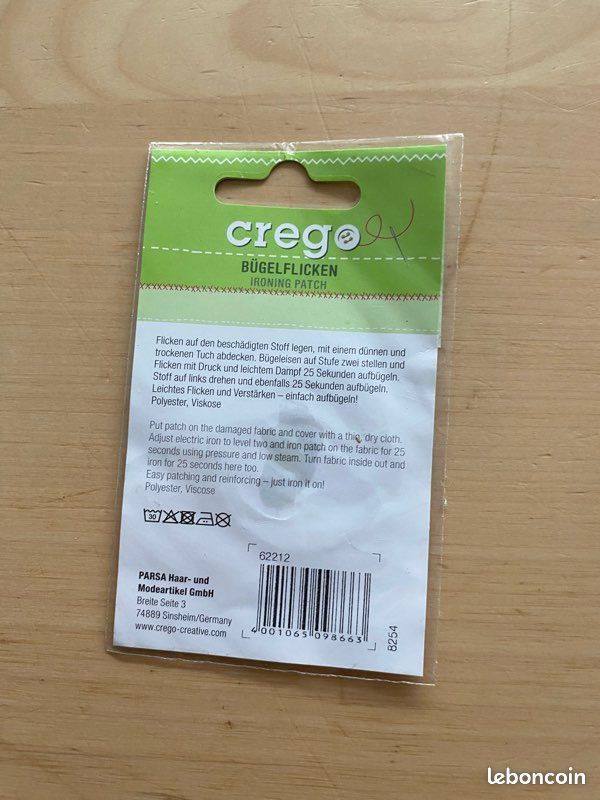 crego
BÜGELFLICKEN
IRONING PATCH
Flicken auf den beschädigten Stoff legen, mit einem dünnen und
trockenen Tuch abdecken. Bügeleisen auf Stufe zwei stellen und
Flicken mit Druck und leichtem Dampf 25 Sekunden aufbügeln.
Stoff auf links drehen und ebenfalls 25 Sekunden aufbügeln.
Leichtes Flicken und Verstärken – einfach aufbügeln!
Polyester, Viskose
Put patch on the damaged fabric and cover with a thin, dry cloth.
Adjust electric iron to level two and iron patch on the fabric for 25
seconds using pressure and low steam. Turn fabric inside out and
iron for 25 seconds here too.
Easy patching and reinforcing – just iron it on!
Polyester, Viscose
30
62212
PARSA Haar- und
Modeartikel GmbH
Breite Seite 3
74889 Sinsheim/Germany
www.crego-creative.com
4 001065 098663
8254
leboncoin